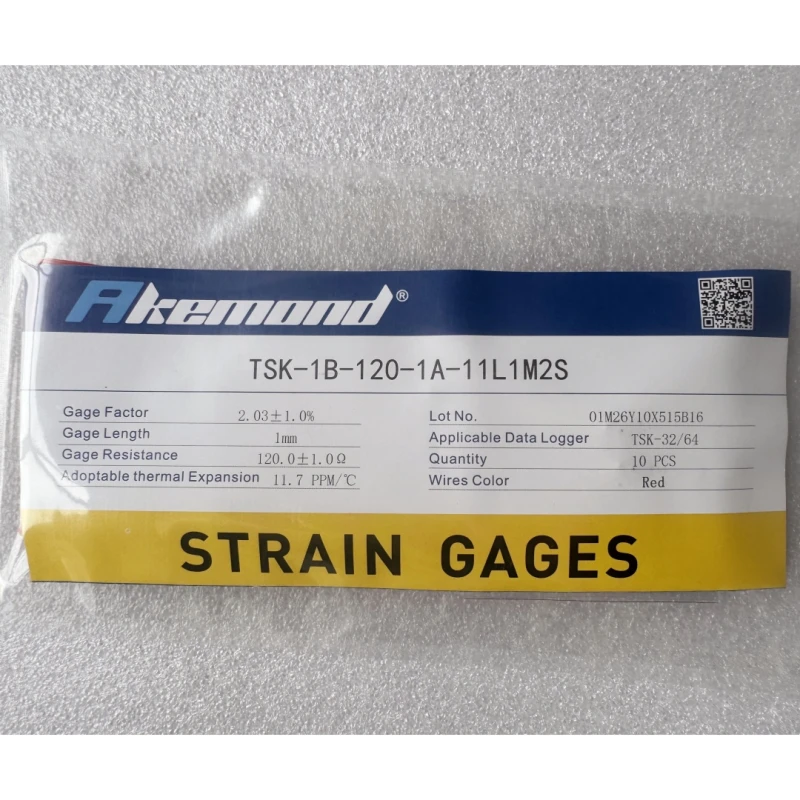 Akemond®
TSK-1B-120-1A-11L1M2S
Gage Factor 2.03±1.0%
Gage Length 1mm
Gage Resistance 120.0±1.0Ω
Adoptable thermal Expansion 11.7 PPM/℃
Lot No. 01M26Y10X515B16
Applicable Data Logger TSK-32/64
Quantity 10 PCS
Wires Color Red
STRAIN GAGES